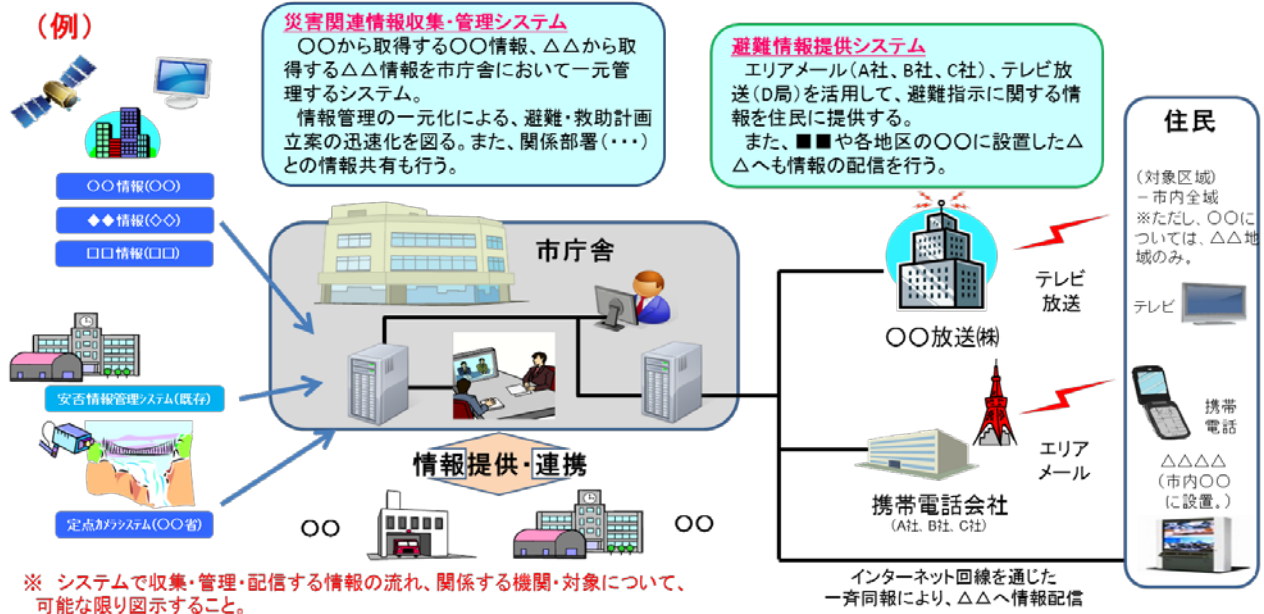 (例)
災害関連情報収集・管理システム
〇〇から取得する〇〇情報、△△から取
得する△△情報を市庁舎において一元管
理するシステム。
情報管理の一元化による、避難・救助計画
立案の迅速化を図る。また、関係部署(・・・)
との情報共有も行う。
避難情報提供システム
エリアメール(A社、B社、C社)、テレビ放
送(D局)を活用して、避難指示に関する情
報を住民に提供する。
また、■■や各地区の〇〇に設置した△
△へも情報の配信を行う。
〇〇情報(〇〇)
◆◆情報(◇◇)
□□情報(□□)
安否情報管理システム(既存)
定点カメラシステム(〇〇省)
市庁舎
情報提供・連携
〇〇
〇〇
テレビ
放送
〇〇放送㈱
エリア
メール
携帯電話会社
(A社、B社、C社)
インターネット回線を通じた
一斉同報により、△△へ情報配信
住民
(対象区域)
－市内全域
※ただし、〇〇に
ついては、△△地
域のみ。
テレビ
携帯
電話
△△△△
(市内〇〇
に設置。)
※ システムで収集・管理・配信する情報の流れ、関係する機関・対象について、
可能な限り図示すること。